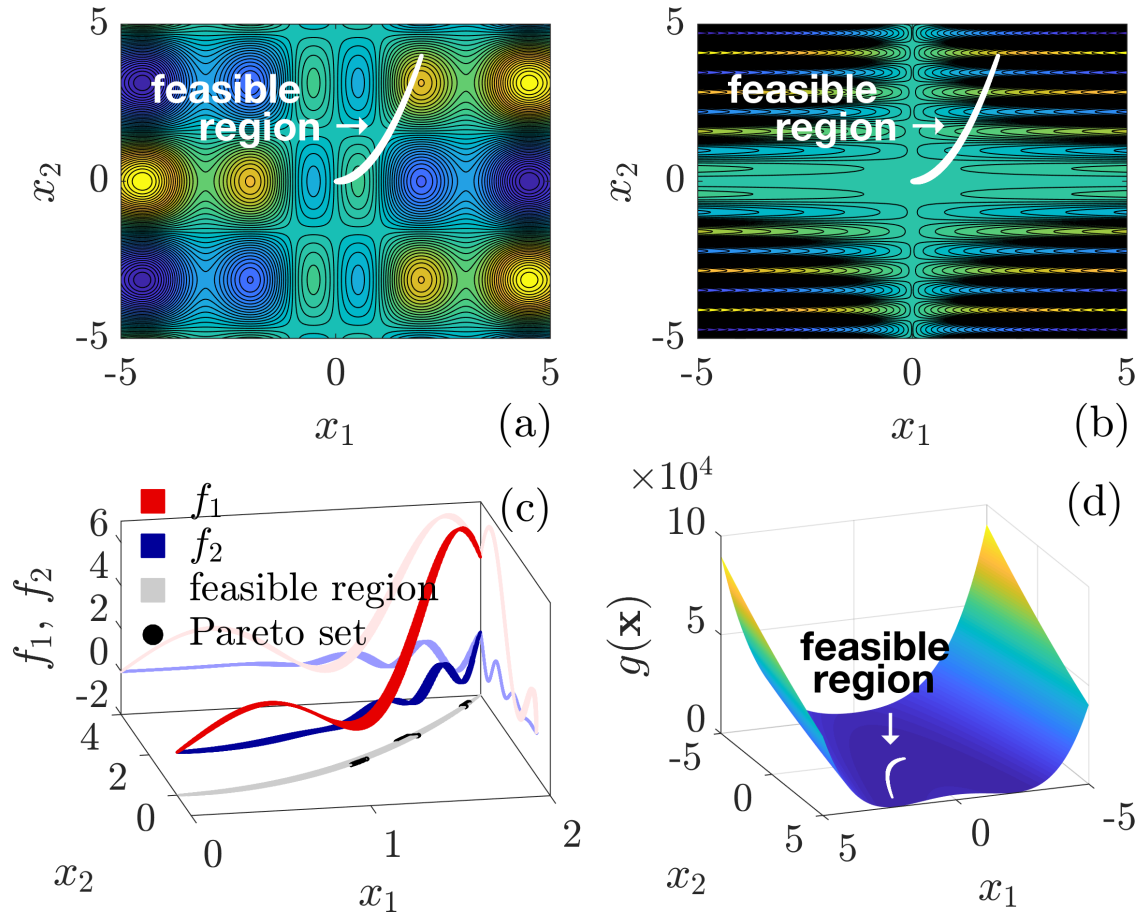 5
0
-5
x₂
feasible
region →
-5
0
5
x₁
(a)
5
0
-5
x₂
feasible
region →
-5
0
5
x₁
(b)
(c)
f₁
f₂
feasible region
Pareto set
6
4
2
0
-2
f₁, f₂
4
2
0
x₂
0
1
2
x₁
(d)
×10⁴
10
5
0
g(x)
feasible
region
-5
0
5
x₂
5
0
-5
x₁